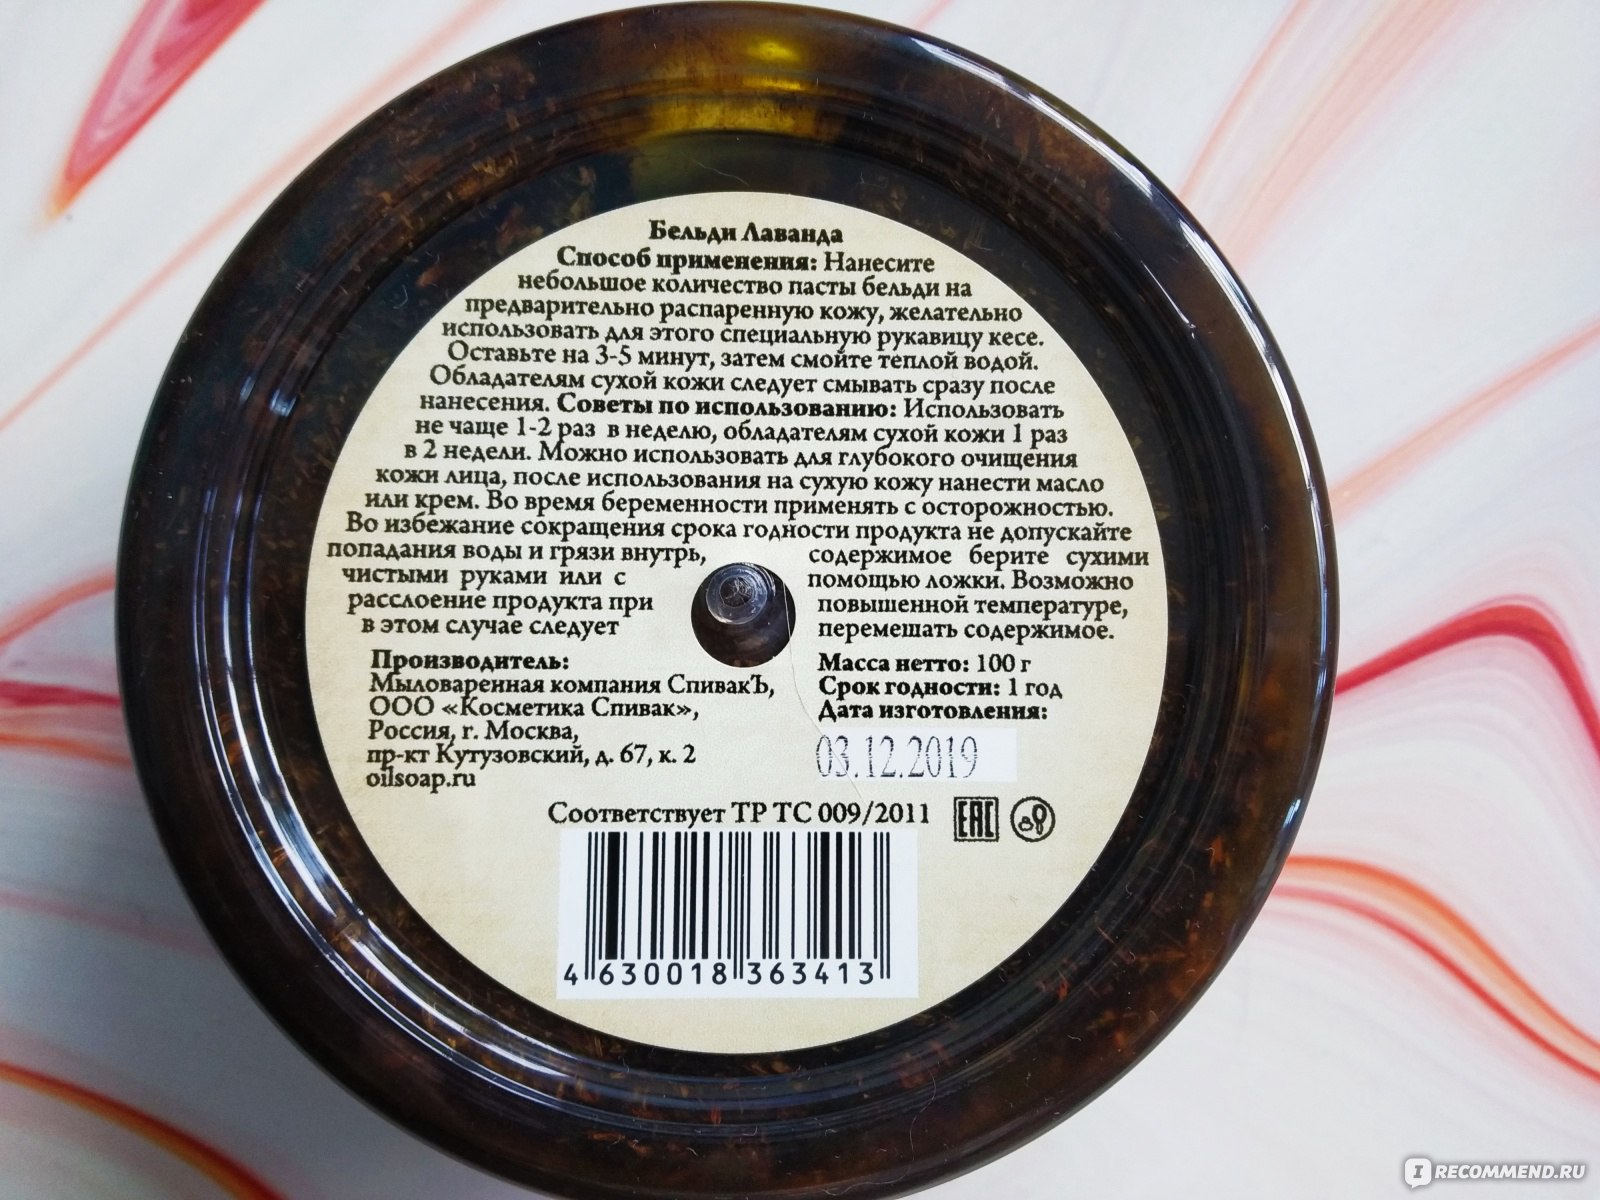 Бельди Лаванда
Способ применения: Нанесите
небольшое количество пасты бельди на
предварительно распаренную кожу, желательно
использовать для этого специальную рукавицу кесе.
Оставьте на 3-5 минут, затем смойте теплой водой.
Обладателям сухой кожи следует смывать сразу после
нанесения. Советы по использованию: Использовать
не чаще 1-2 раз в неделю, обладателям сухой кожи 1 раз
в 2 недели. Можно использовать для глубокого очищения
кожи лица, после использования на сухую кожу нанести масло
или крем. Во время беременности применять с осторожностью.
Во избежание сокращения срока годности продукта не допускайте
попадания воды и грязи внутрь, содержимое берите сухими
чистыми руками или с помощью ложки. Возможно
расслоение продукта при повышенной температуре,
в этом случае следует перемешать содержимое.
Производитель:
Мыловаренная компания СпивакЪ,
ООО «Косметика Спивак»,
Россия, г. Москва,
пр-кт Кутузовский, д. 67, к. 2
oilsoap.ru
Масса нетто: 100 г
Срок годности: 1 год
Дата изготовления:
03.12.2019
Соответствует ТР ТС 009/2011 EAC
4 630018 363413
IRECOMMEND.RU